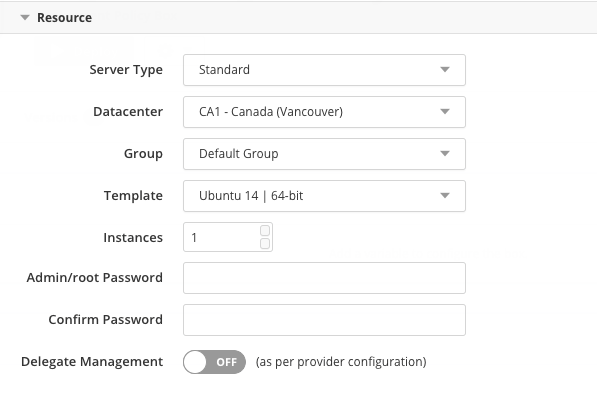 Resource
Server Type Standard
Datacenter CA1 - Canada (Vancouver)
Group Default Group
Template Ubuntu 14 | 64-bit
Instances 1
Admin/root Password
Confirm Password
Delegate Management OFF (as per provider configuration)